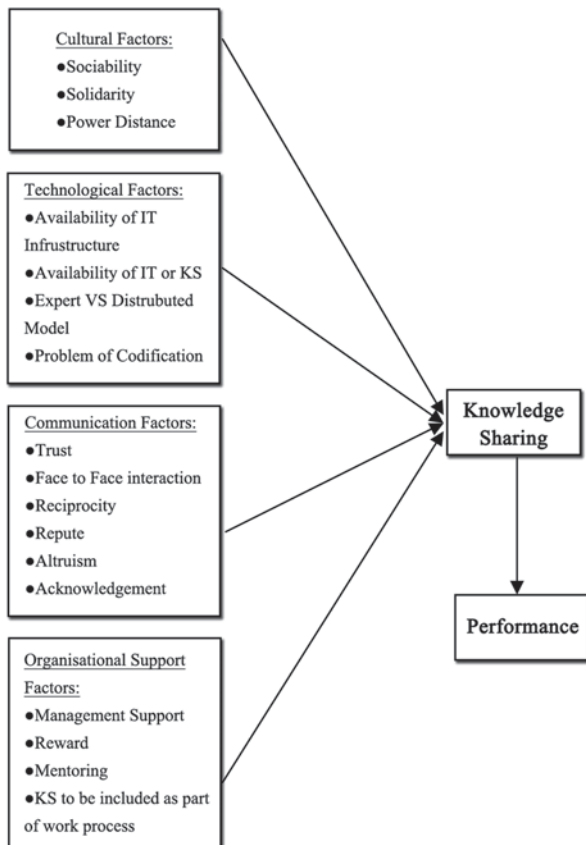 Cultural Factors:
●Sociability
●Solidarity
●Power Distance
Technological Factors:
●Availability of IT
Infrustructure
●Availability of IT or KS
●Expert VS Distrubuted
Model
●Problem of Codification
Communication Factors:
●Trust
●Face to Face interaction
●Reciprocity
●Repute
●Altruism
●Acknowledgement
Organisational Support
Factors:
●Management Support
●Reward
●Mentoring
●KS to be included as part
of work process
Knowledge
Sharing
Performance